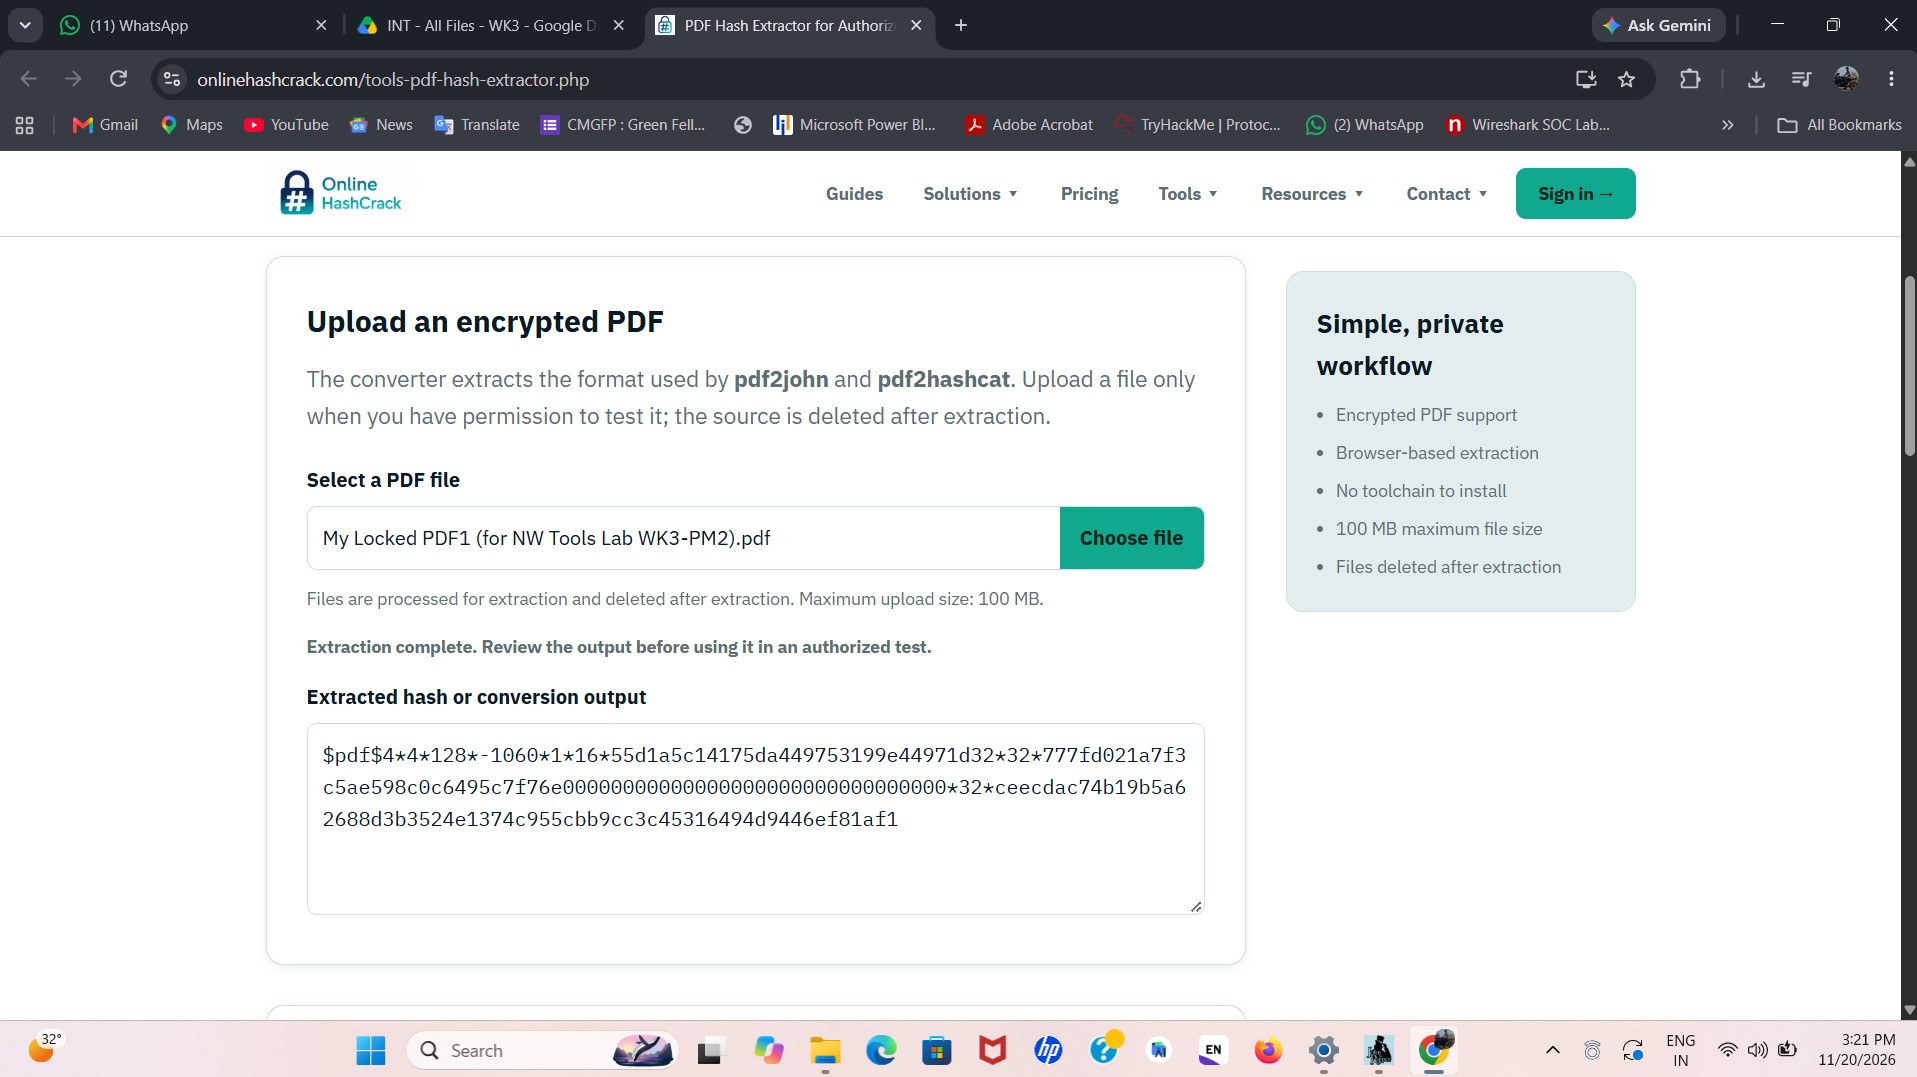 (11) WhatsApp
INT - All Files - WK3 - Google D
PDF Hash Extractor for Authoriz
Ask Gemini
onlinehashcrack.com/tools-pdf-hash-extractor.php
Gmail
Maps
YouTube
News
Translate
CMGFP : Green Fell...
Microsoft Power BI...
Adobe Acrobat
TryHackMe | Protoc...
(2) WhatsApp
Wireshark SOC Lab...
»
All Bookmarks
Online
HashCrack
Guides
Solutions
Pricing
Tools
Resources
Contact
Sign in →
Upload an encrypted PDF
The converter extracts the format used by pdf2john and pdf2hashcat. Upload a file only
when you have permission to test it; the source is deleted after extraction.
Select a PDF file
My Locked PDF1 (for NW Tools Lab WK3-PM2).pdf
Choose file
Files are processed for extraction and deleted after extraction. Maximum upload size: 100 MB.
Extraction complete. Review the output before using it in an authorized test.
Extracted hash or conversion output
$pdf$4*4*128*-1060*1*16*55d1a5c14175da449753199e44971d32*32*777fd021a7f3
c5ae598c0c6495c7f76e00000000000000000000000000000000*32*ceecdac74b19b5a6
2688d3b3524e1374c955cbb9cc3c45316494d9446ef81af1
Simple, private
workflow
• Encrypted PDF support
• Browser-based extraction
• No toolchain to install
• 100 MB maximum file size
• Files deleted after extraction
32°
Search
EN
ENG
IN
3:21 PM
11/20/2026